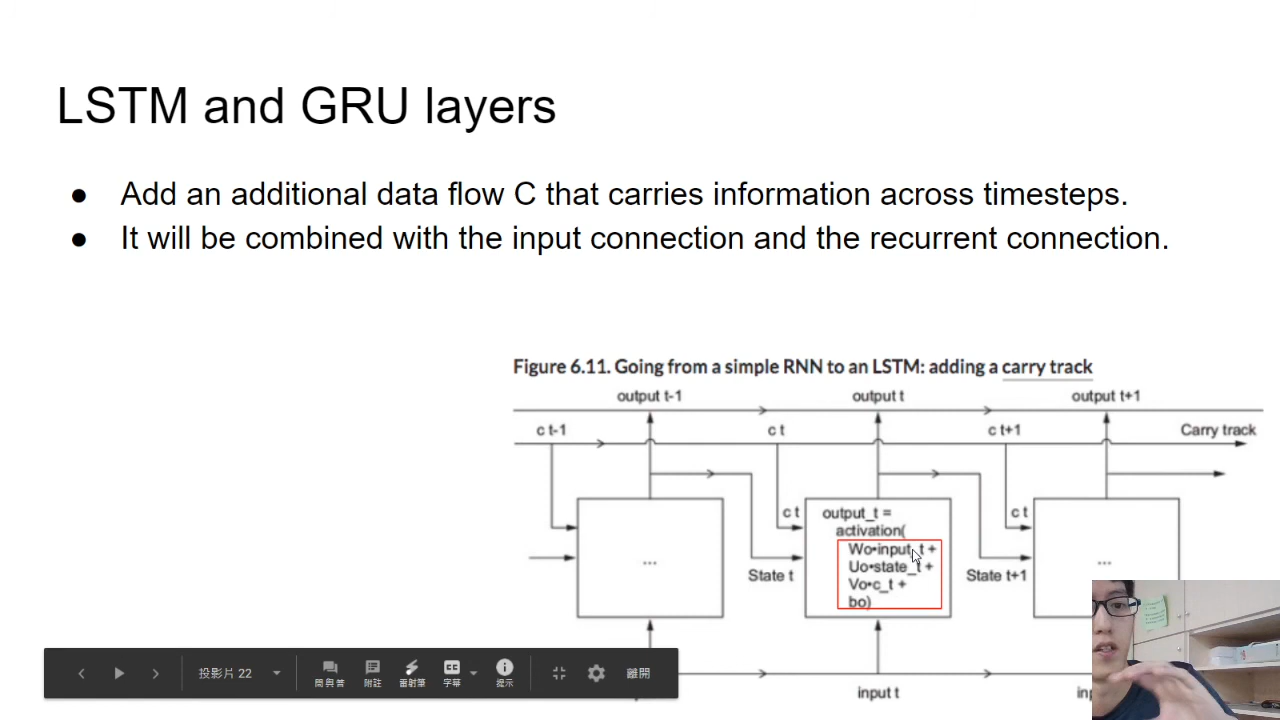 LSTM and GRU layers
● Add an additional data flow C that carries information across timesteps.
● It will be combined with the input connection and the recurrent connection.
Figure 6.11. Going from a simple RNN to an LSTM: adding a carry track
output t-1
output t
output t+1
c t-1
c t
c t+1
Carry track
...
c t
output_t =
activation(
Wo•input_t +
Uo•state_t +
Vo•c_t +
bo)
c t
...
State t
State t+1
投影片 22
問與答
附註
雷射筆
CC
字幕
提示
離開
input t